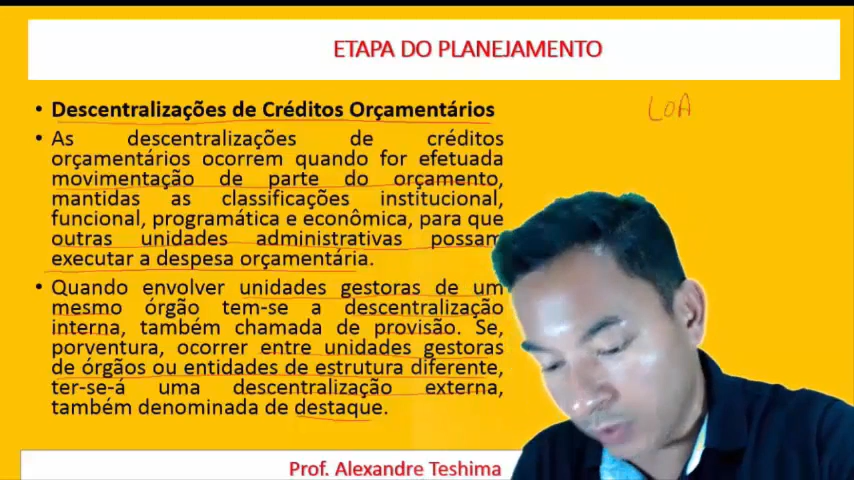 ETAPA DO PLANEJAMENTO
• Descentralizações de Créditos Orçamentários
LOA
• As descentralizações de créditos
orçamentários ocorrem quando for efetuada
movimentação de parte do orçamento,
mantidas as classificações institucional,
funcional, programática e econômica, para que
outras unidades administrativas possam
executar a despesa orçamentária.
• Quando envolver unidades gestoras de um
mesmo órgão tem-se a descentralização
interna, também chamada de provisão. Se,
porventura, ocorrer entre unidades gestoras
de órgãos ou entidades de estrutura diferente,
ter-se-á uma descentralização externa,
também denominada de destaque.
Prof. Alexandre Teshima